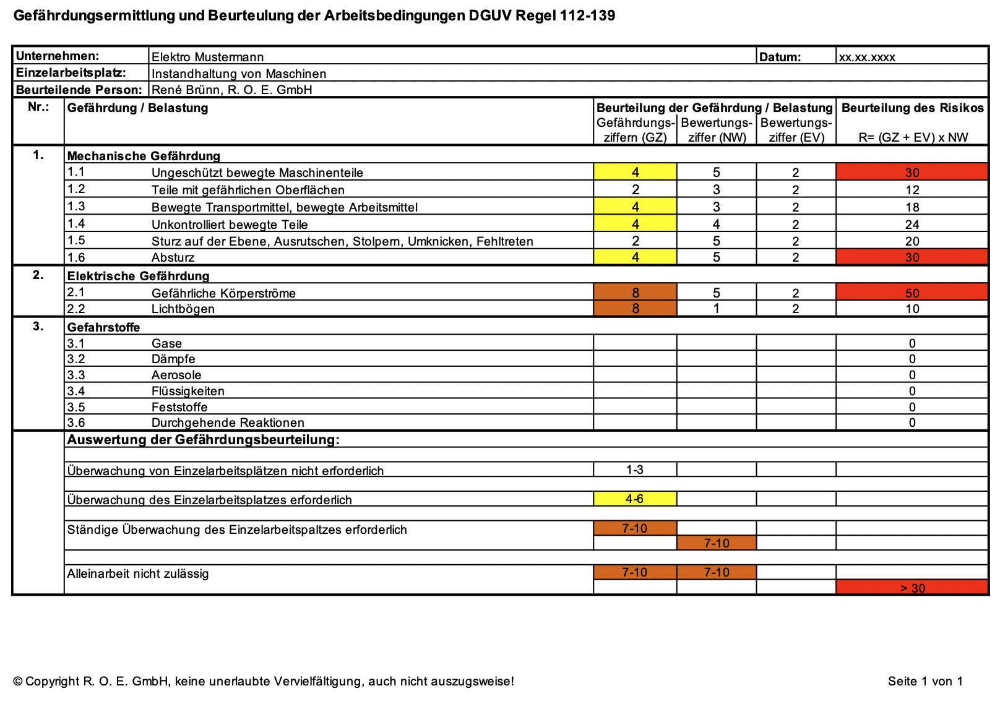 Gefährdungsermittlung und Beurteulung der Arbeitsbedingungen DGUV Regel 112-139
Unternehmen: Elektro Mustermann Datum: xx.xx.xxxx
Einzelarbeitsplatz: Instandhaltung von Maschinen
Beurteilende Person: René Brünn, R. O. E. GmbH
Nr.: Gefährdung / Belastung Beurteilung der Gefährdung / Belastung Beurteilung des Risikos
Gefährdungs- Bewertungs- Bewertungs-
ziffern (GZ) ziffer (NW) ziffer (EV) R= (GZ + EV) x NW
1. Mechanische Gefährdung
1.1 Ungeschützt bewegte Maschinenteile 4 5 2 30
1.2 Teile mit gefährlichen Oberflächen 2 3 2 12
1.3 Bewegte Transportmittel, bewegte Arbeitsmittel 4 3 2 18
1.4 Unkontrolliert bewegte Teile 4 4 2 24
1.5 Sturz auf der Ebene, Ausrutschen, Stolpern, Umknicken, Fehltreten 2 5 2 20
1.6 Absturz 4 5 2 30
2. Elektrische Gefährdung
2.1 Gefährliche Körperströme 8 5 2 50
2.2 Lichtbögen 8 1 2 10
3. Gefahrstoffe
3.1 Gase 0
3.2 Dämpfe 0
3.3 Aerosole 0
3.4 Flüssigkeiten 0
3.5 Feststoffe 0
3.6 Durchgehende Reaktionen 0
Auswertung der Gefährdungsbeurteilung:
Überwachung von Einzelarbeitsplätzen nicht erforderlich 1-3
Überwachung des Einzelarbeitsplatzes erforderlich 4-6
Ständige Überwachung des Einzelarbeitspaltzes erforderlich 7-10
7-10
Alleinarbeit nicht zulässig 7-10 7-10
> 30
© Copyright R. O. E. GmbH, keine unerlaubte Vervielfältigung, auch nicht auszugsweise! Seite 1 von 1